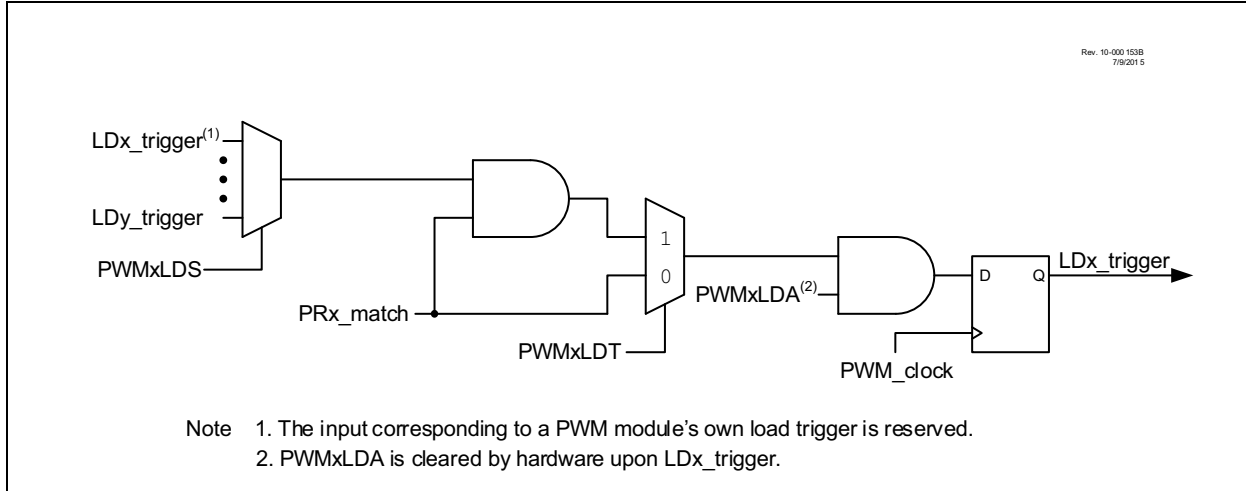 Rev. 10-000 153B
7/9/201 5
LDx_trigger(1)
LDy_trigger
PWMxLDS
PRx_match
1
0
PWMxLDT
PWMxLDA(2)
D Q
PWM_clock
LDx_trigger
Note 1. The input corresponding to a PWM module's own load trigger is reserved.
2. PWMxLDA is cleared by hardware upon LDx_trigger.